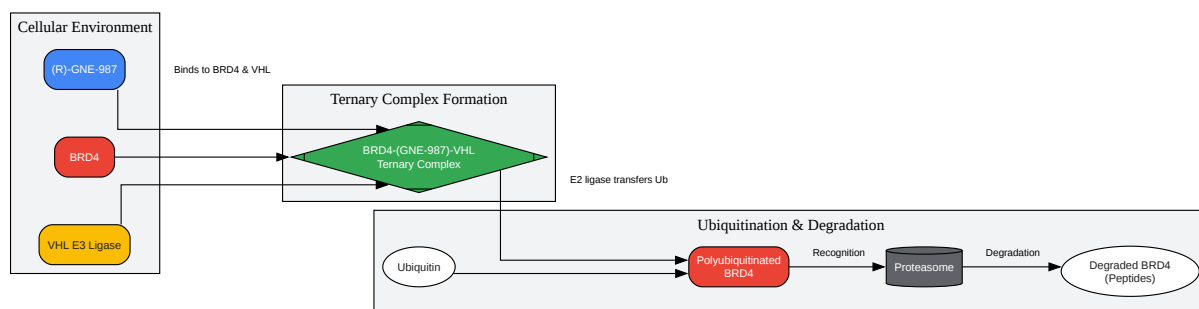 Cellular Environment
(R)-GNE-987
Binds to BRD4 & VHL
Ternary Complex Formation
BRD4
BRD4-(GNE-987)-VHL
Ternary Complex
VHL E3 Ligase
E2 ligase transfers Ub
Ubiquitination & Degradation
Ubiquitin
Polyubiquitinated
BRD4
Recognition
Proteasome
Degradation
Degraded BRD4
(Peptides)